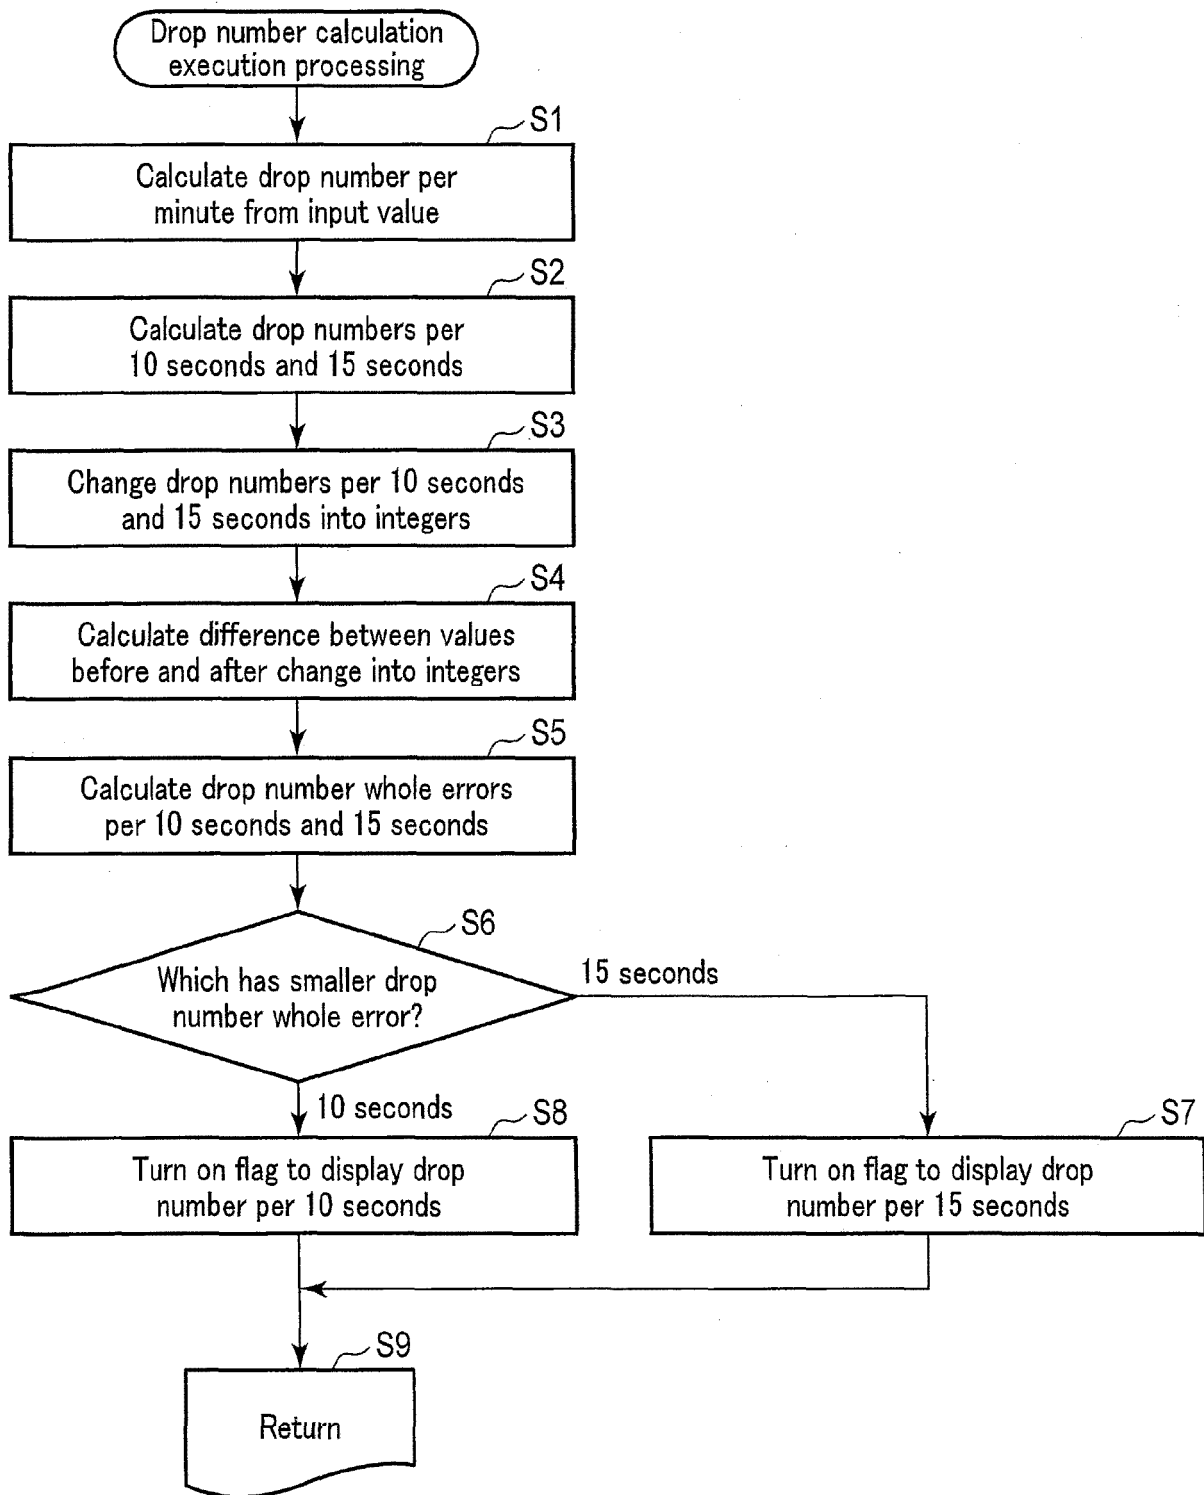 Drop number calculation
execution processing
S1
Calculate drop number per
minute from input value
S2
Calculate drop numbers per
10 seconds and 15 seconds
S3
Change drop numbers per 10 seconds
and 15 seconds into integers
S4
Calculate difference between values
before and after change into integers
S5
Calculate drop number whole errors
per 10 seconds and 15 seconds
S6
Which has smaller drop
number whole error?
15 seconds
10 seconds
S8
Turn on flag to display drop
number per 10 seconds
S7
Turn on flag to display drop
number per 15 seconds
S9
Return